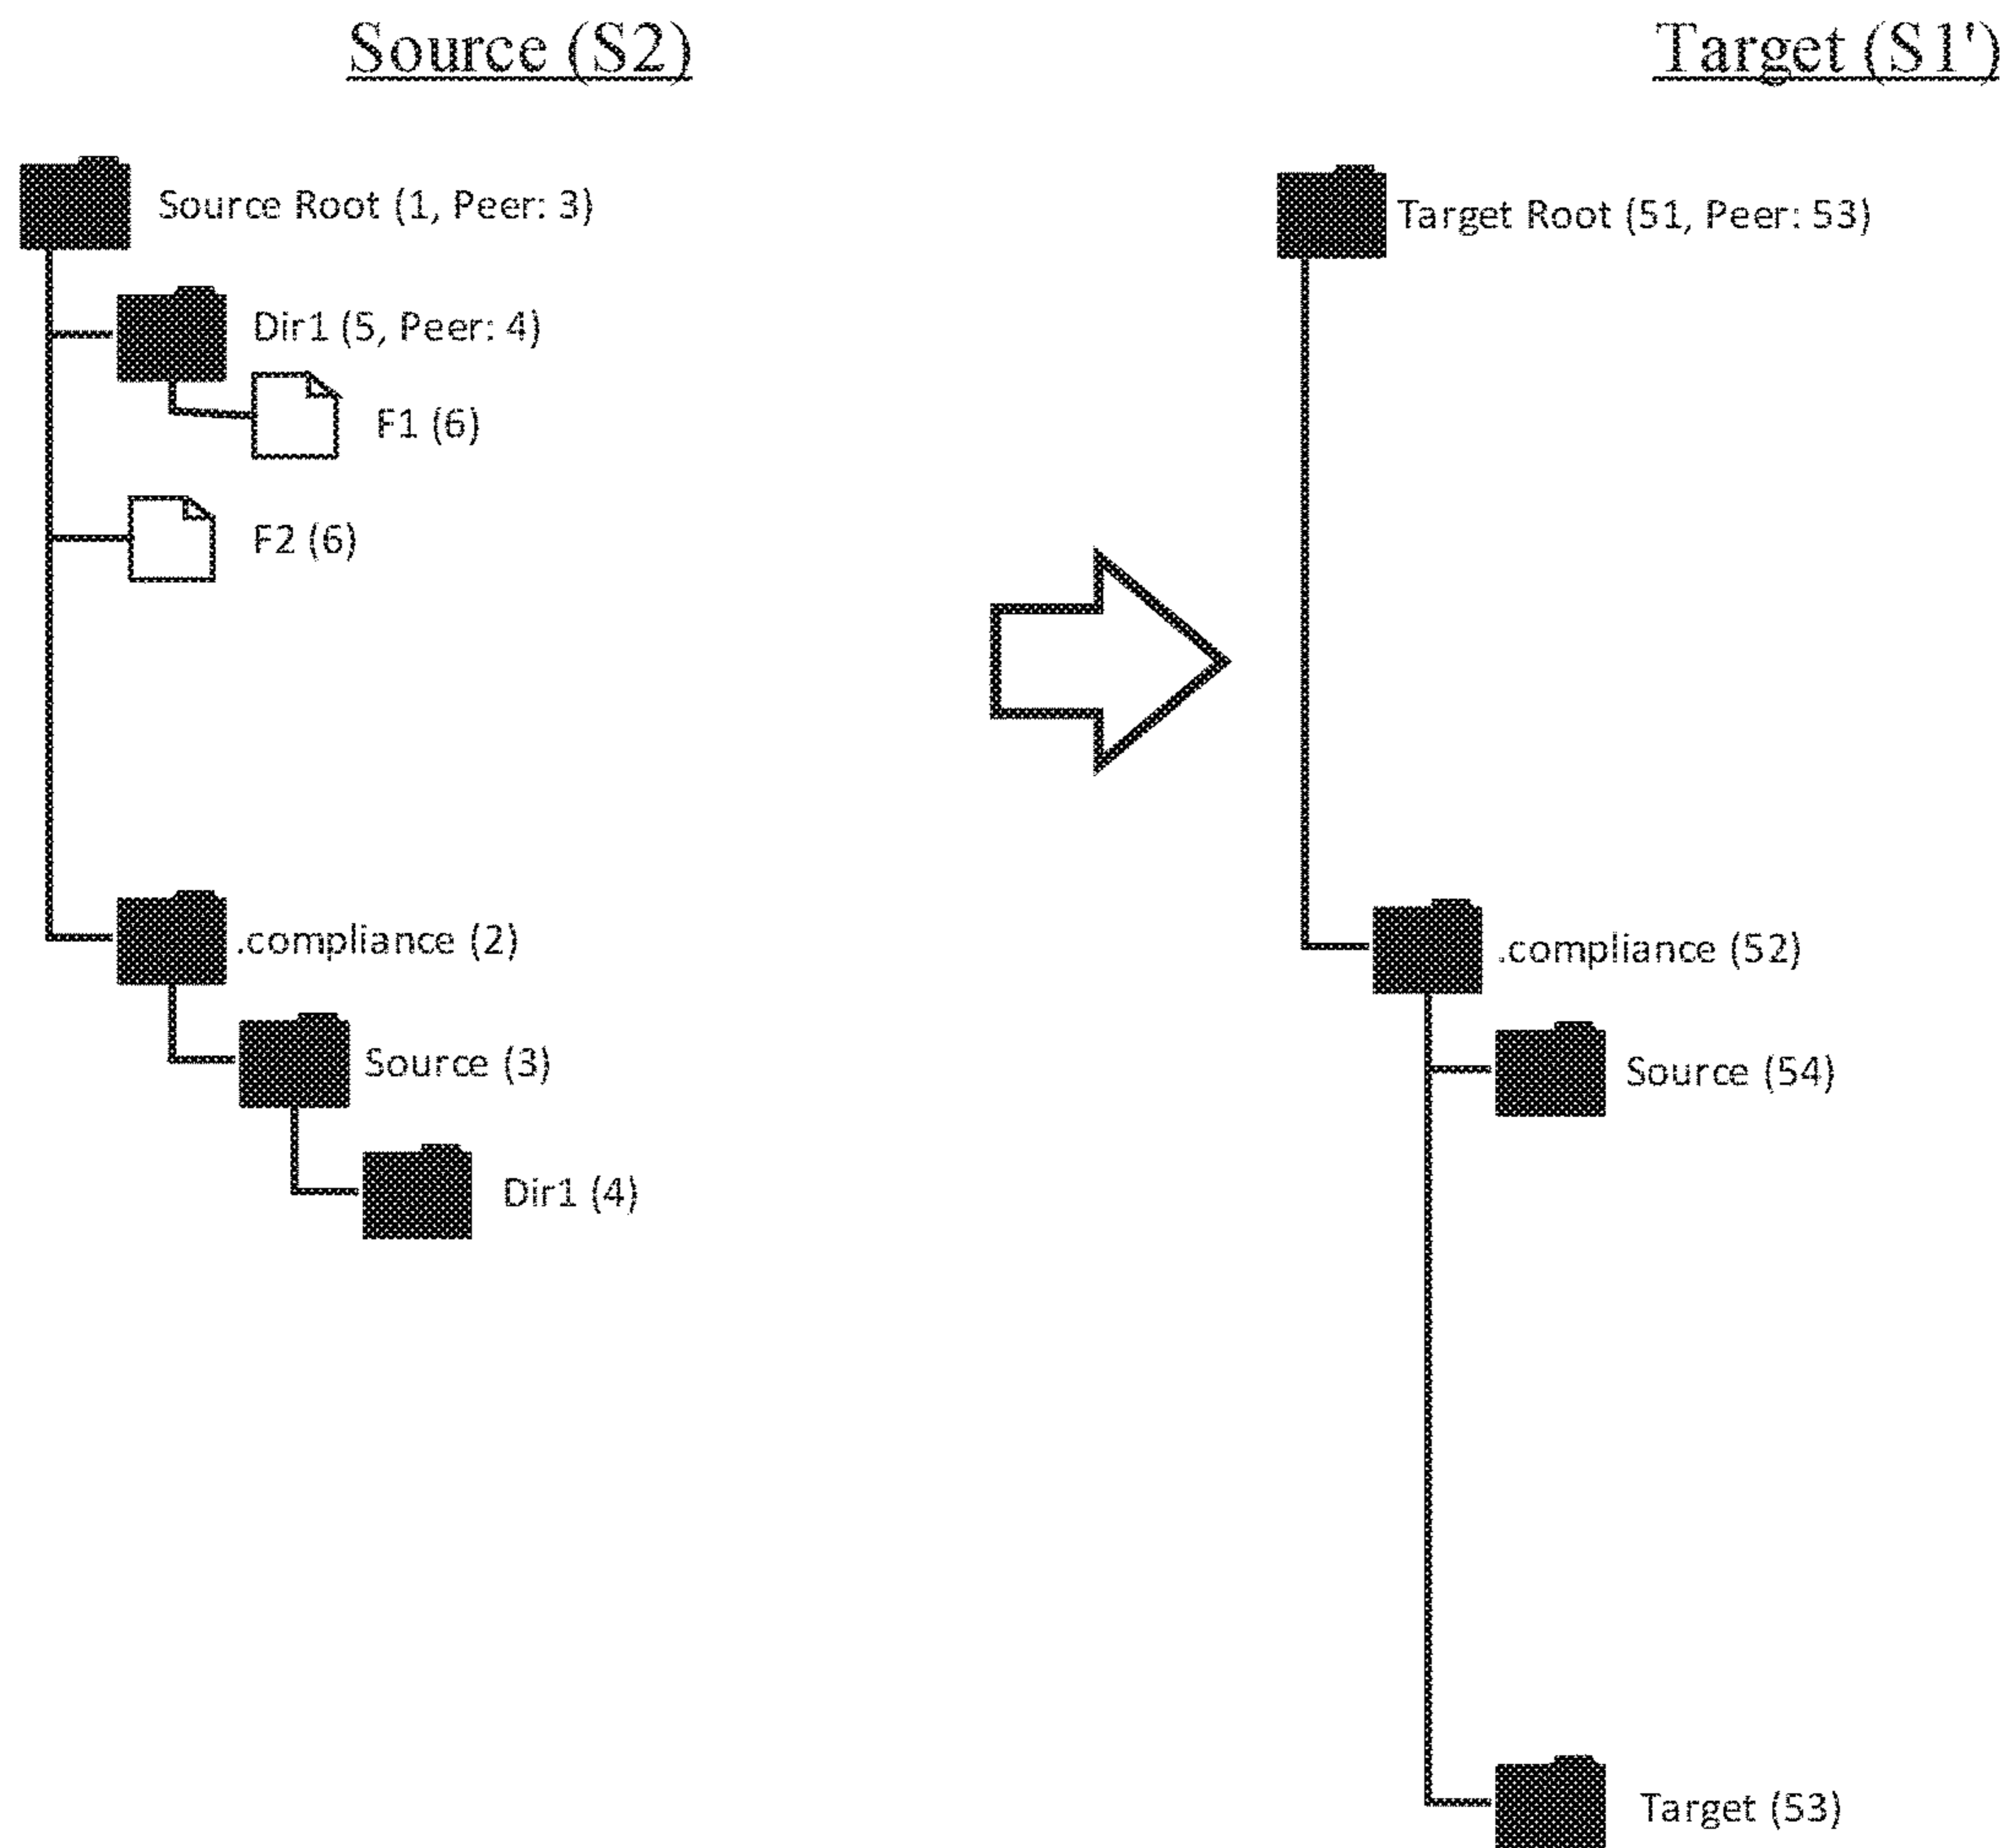 Source (S2)
Target (S1')
Source Root (1, Peer: 3)
Dir1 (5, Peer: 4)
F1 (6)
F2 (6)
.compliance (2)
Source (3)
Dir1 (4)
Target Root (51, Peer: 53)
.compliance (52)
Source (54)
Target (53)